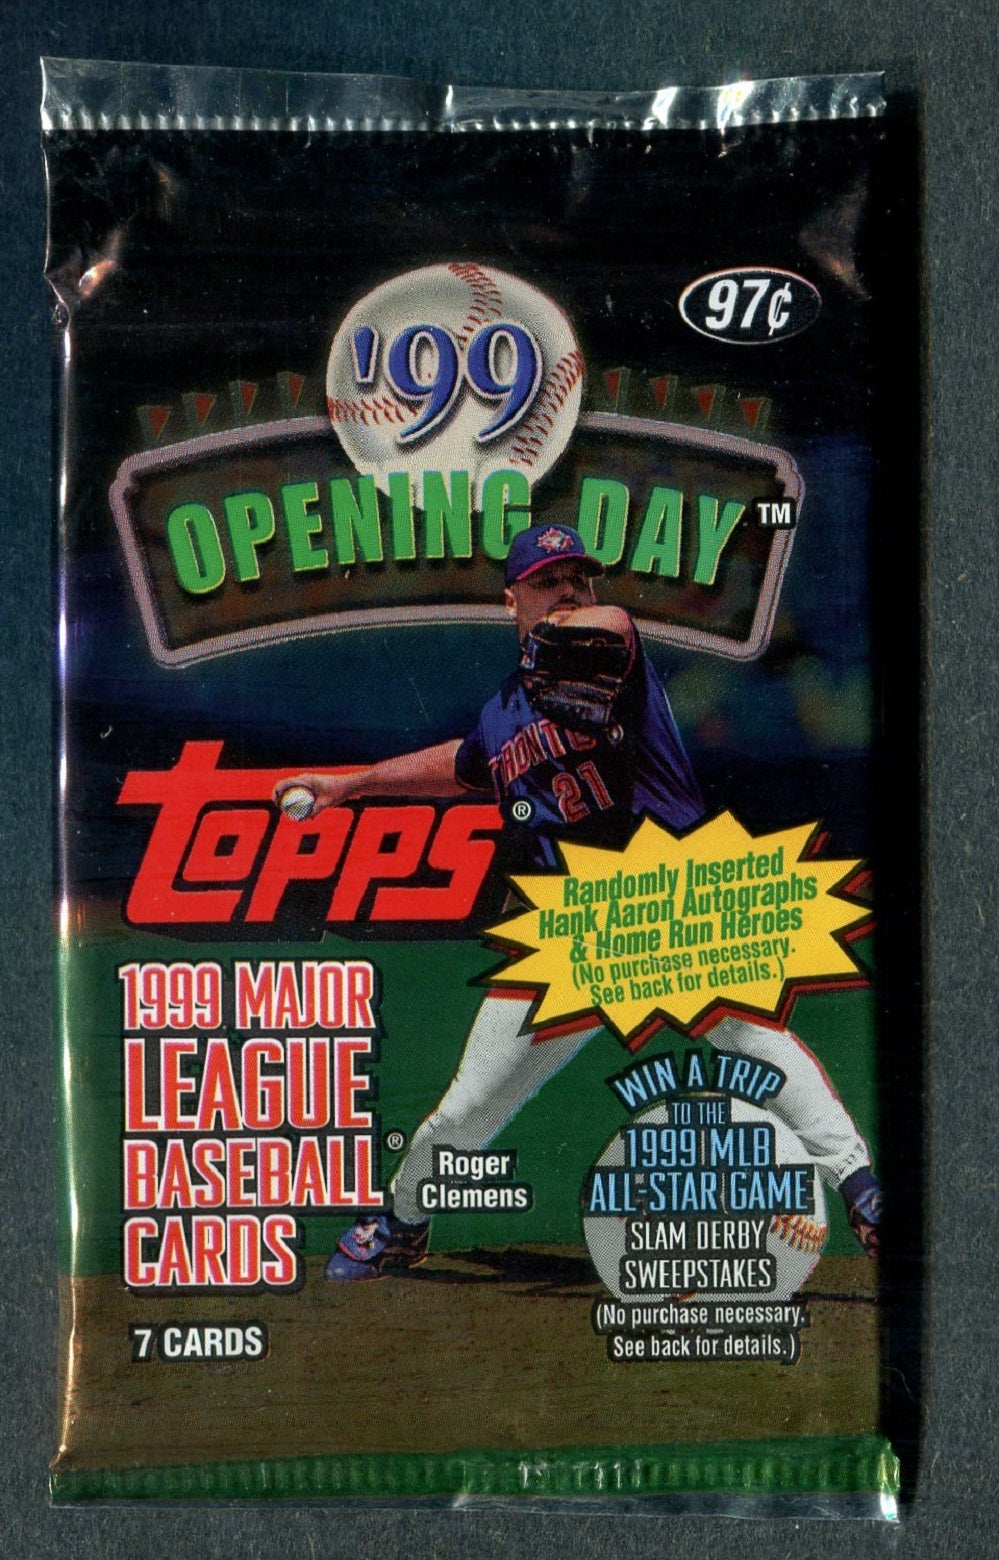 97¢
'99
OPENING DAY™
TORONTO
21
Topps®
Randomly Inserted
Hank Aaron Autographs
& Home Run Heroes
(No purchase necessary.
See back for details.)
1999 MAJOR
LEAGUE
BASEBALL®
CARDS
Roger
Clemens
WIN A TRIP
TO THE
1999 MLB
ALL-STAR GAME
SLAM DERBY
SWEEPSTAKES
(No purchase necessary.
See back for details.)
7 CARDS